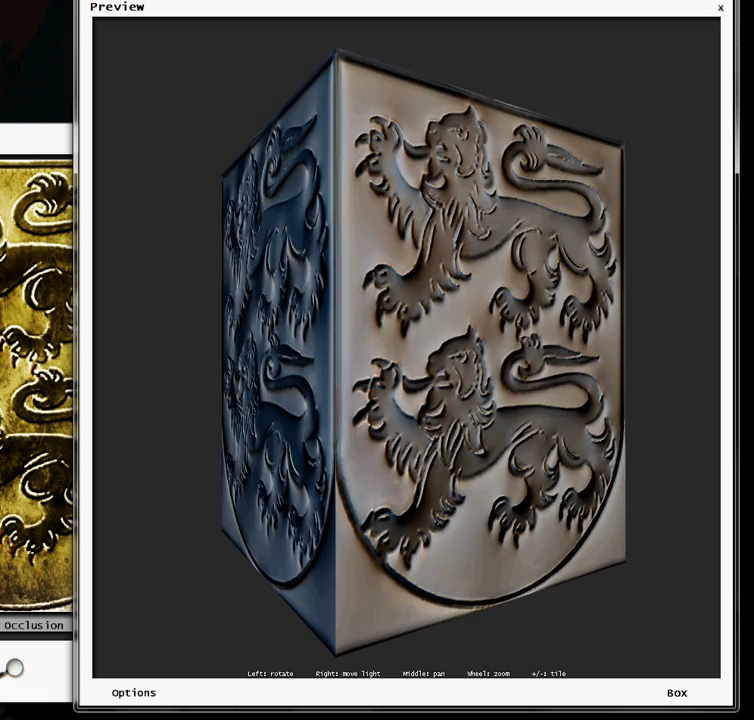 Preview
x
Occlusion
Left: rotate Right: move light Middle: pan Wheel: zoom +/-: tile
Options Box